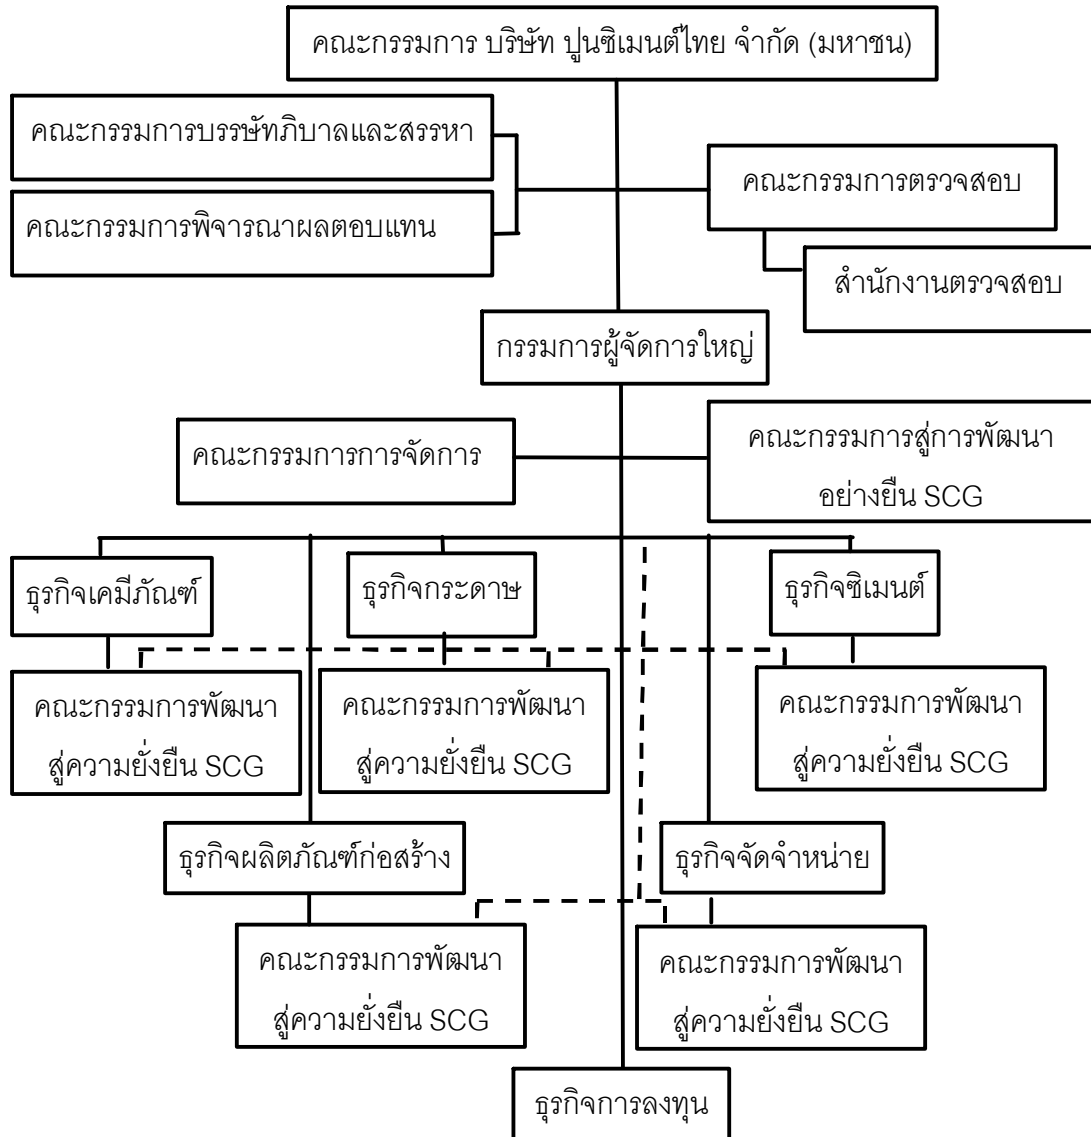 คณะกรรมการ บริษัท ปูนซิเมนต์ไทย จำกัด (มหาชน)
คณะกรรมการบรรษัทภิบาลและสรรหา
คณะกรรมการตรวจสอบ
คณะกรรมการพิจารณาผลตอบแทน
สำนักงานตรวจสอบ
กรรมการผู้จัดการใหญ่
คณะกรรมการการจัดการ
คณะกรรมการสู่การพัฒนา
อย่างยืน SCG
ธุรกิจเคมีภัณฑ์
ธุรกิจกระดาษ
ธุรกิจซิเมนต์
คณะกรรมการพัฒนา
สู่ความยั่งยืน SCG
คณะกรรมการพัฒนา
สู่ความยั่งยืน SCG
คณะกรรมการพัฒนา
สู่ความยั่งยืน SCG
ธุรกิจผลิตภัณฑ์ก่อสร้าง
ธุรกิจจัดจำหน่าย
คณะกรรมการพัฒนา
สู่ความยั่งยืน SCG
คณะกรรมการพัฒนา
สู่ความยั่งยืน SCG
ธุรกิจการลงทุน